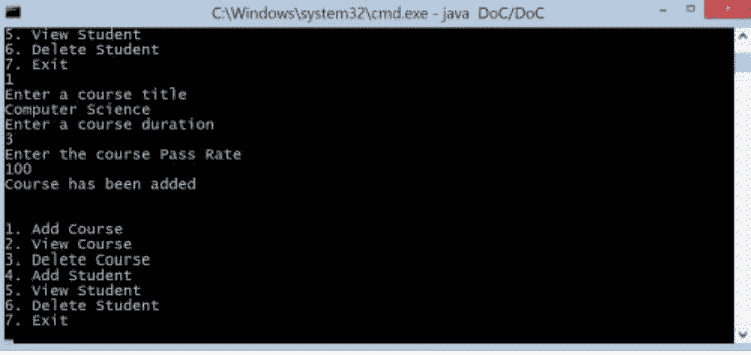 C:\Windows\system32\cmd.exe - java DoC/DoC
5. View Student
6. Delete Student
7. Exit
1
Enter a course title
Computer Science
Enter a course duration
3
Enter the course Pass Rate
100
Course has been added
1. Add Course
2. View Course
3. Delete Course
4. Add Student
5. View Student
6. Delete Student
7. Exit